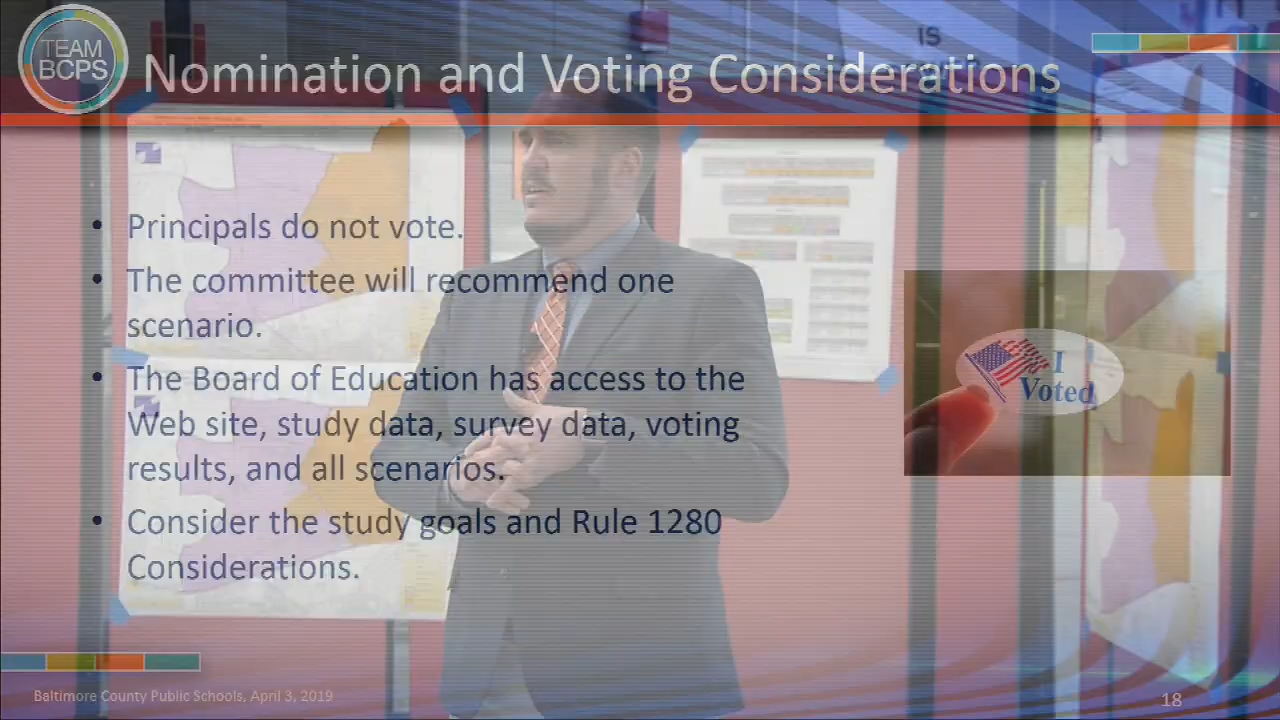 TEAM
BCPS
Nomination and Voting Considerations
IS
• Principals do not vote.
• The committee will recommend one
scenario.
• The Board of Education has access to the
Web site, study data, survey data, voting
results, and all scenarios.
• Consider the study goals and Rule 1280
Considerations.
I
Voted
Baltimore County Public Schools, April 3, 2019
18